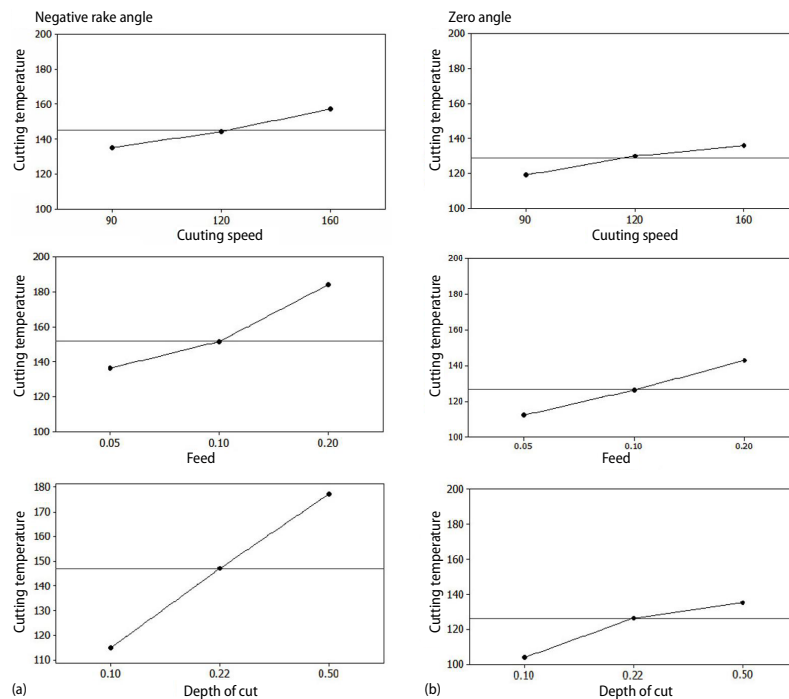 Negative rake angle
Cutting temperature
200
180
160
140
120
100
90 120 160
Cuuting speed
Cutting temperature
200
180
160
140
120
100
0.05 0.10 0.20
Feed
Cutting temperature
180
170
160
150
140
130
120
110
0.10 0.22 0.50
(a) Depth of cut
Zero angle
Cutting temperature
200
180
160
140
120
100
90 120 160
Cuuting speed
Cutting temperature
200
180
160
140
120
100
0.05 0.10 0.20
Feed
Cutting temperature
200
180
160
140
120
100
0.10 0.22 0.50
(b) Depth of cut